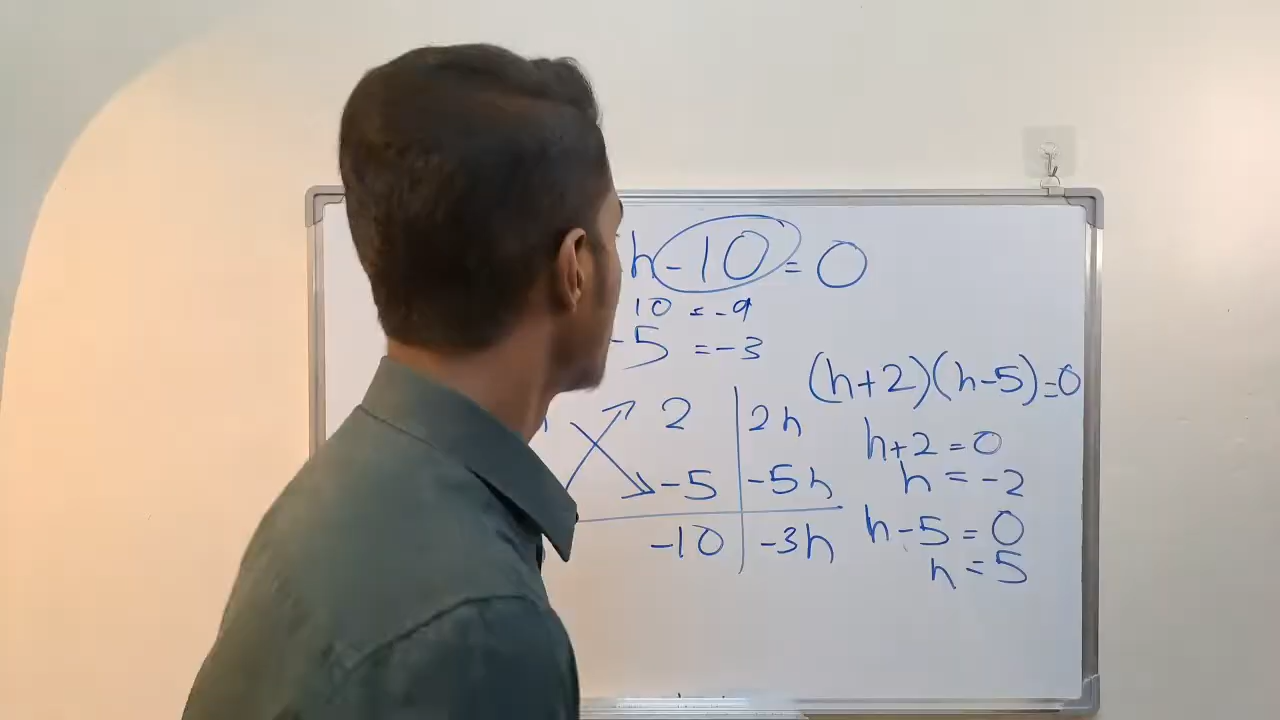 h-10=0
10 = -9
-5 = -3
(h+2)(h-5)=0
2 2h
h+2=0
-5 -5h
h=-2
-10 -3h
h-5=0
h=5